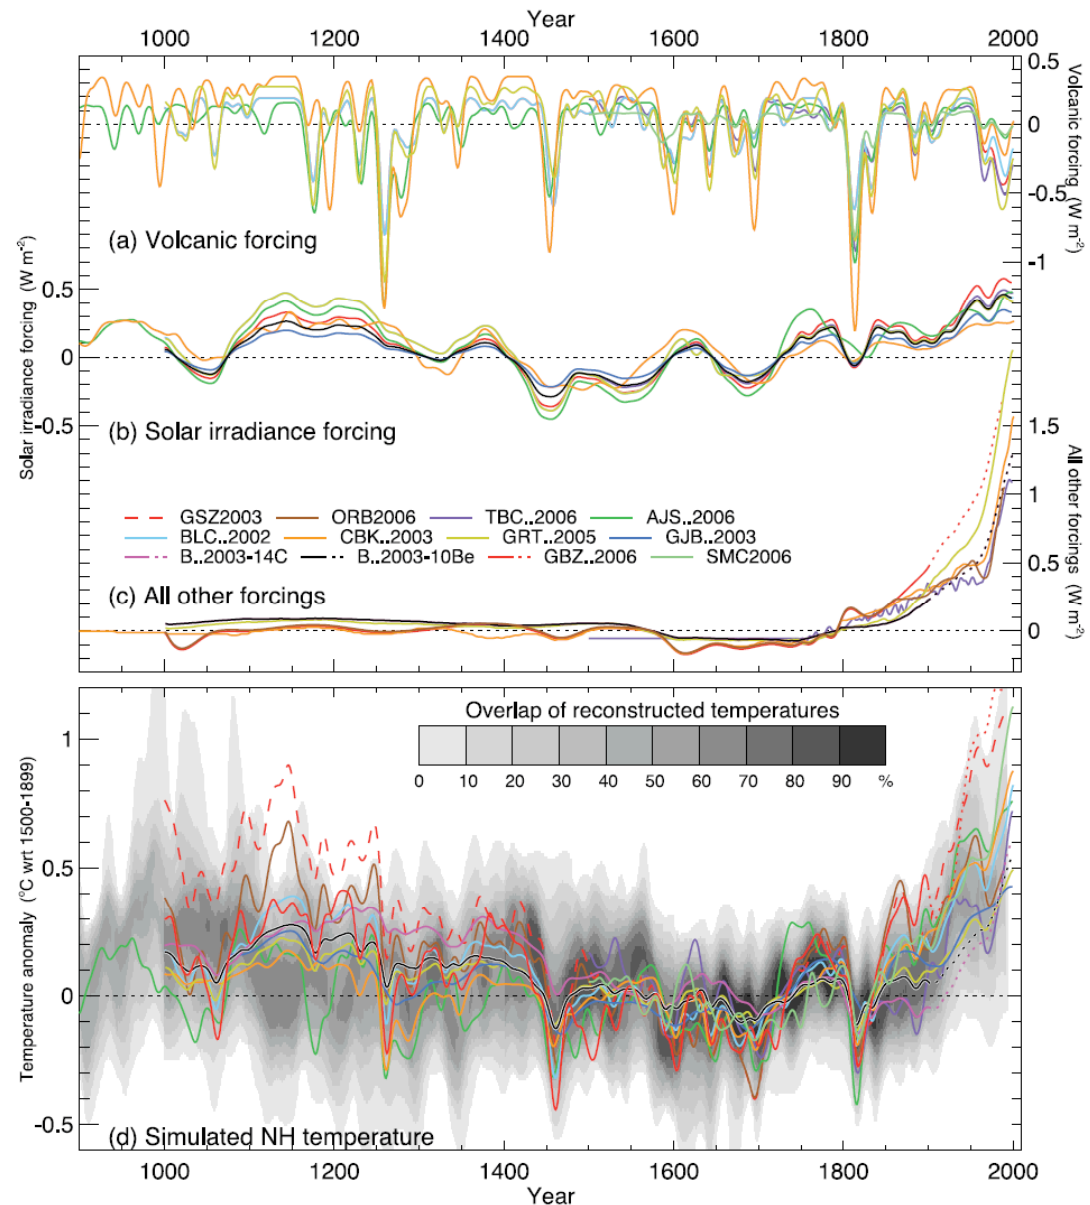 Year
1000 1200 1400 1600 1800 2000
0.5
0
-0.5
-1
Volcanic forcing (W m⁻²)
(a) Volcanic forcing
Solar irradiance forcing (W m⁻²)
0.5
0
-0.5
(b) Solar irradiance forcing
1.5
1
0.5
0
All other forcings (W m⁻²)
GSZ2003 ORB2006 TBC..2006 AJS..2006
BLC..2002 CBK..2003 GRT..2005 GJB..2003
B..2003-14C B..2003-10Be GBZ..2006 SMC2006
(c) All other forcings
Overlap of reconstructed temperatures
0 10 20 30 40 50 60 70 80 90 %
Temperature anomaly (°C wrt 1500-1899)
1
0.5
0
-0.5
(d) Simulated NH temperature
1000 1200 1400 1600 1800 2000
Year